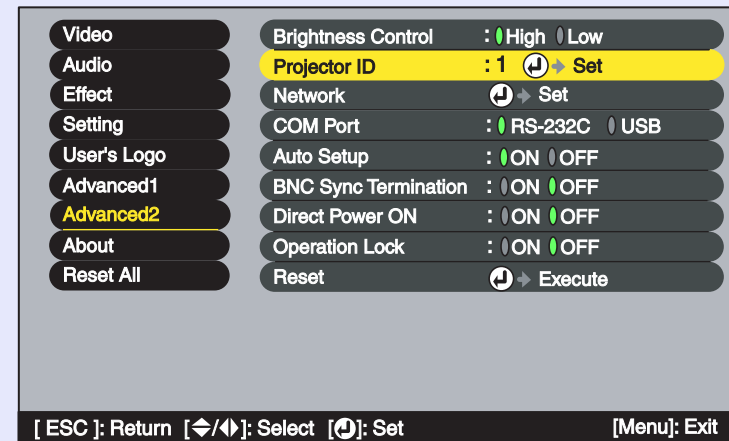 Video
Audio
Effect
Setting
User's Logo
Advanced1
Advanced2
About
Reset All
Brightness Control : High Low
Projector ID : 1 Set
Network Set
COM Port : RS-232C USB
Auto Setup : ON OFF
BNC Sync Termination : ON OFF
Direct Power ON : ON OFF
Operation Lock : ON OFF
Reset Execute
[ ESC ]: Return [ / ]: Select [ ]: Set [Menu]: Exit